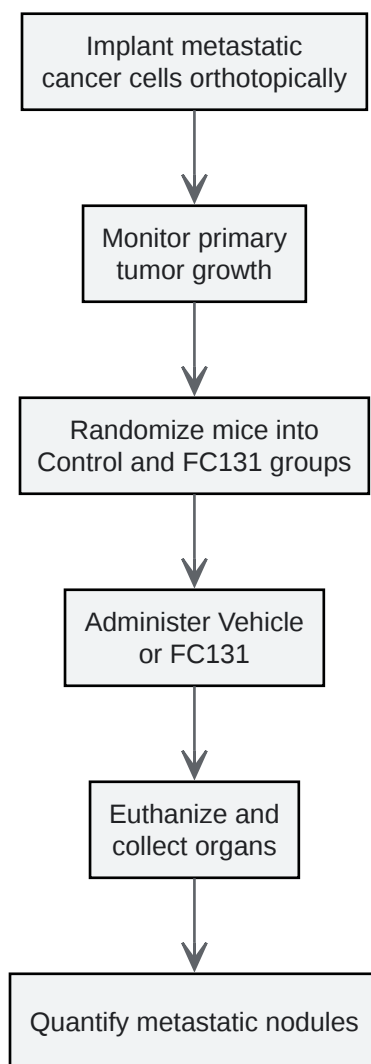 Implant metastatic
cancer cells orthotopically
Monitor primary
tumor growth
Randomize mice into
Control and FC131 groups
Administer Vehicle
or FC131
Euthanize and
collect organs
Quantify metastatic nodules